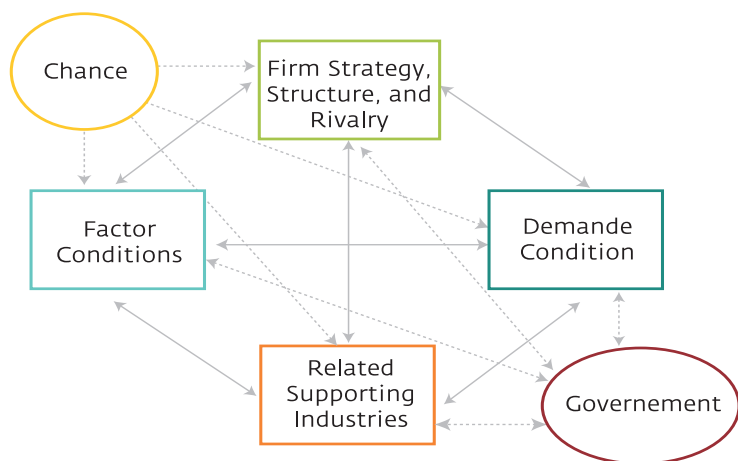 Chance
Firm Strategy,
Structure, and
Rivalry
Factor
Conditions
Demande
Condition
Related
Supporting
Industries
Governement